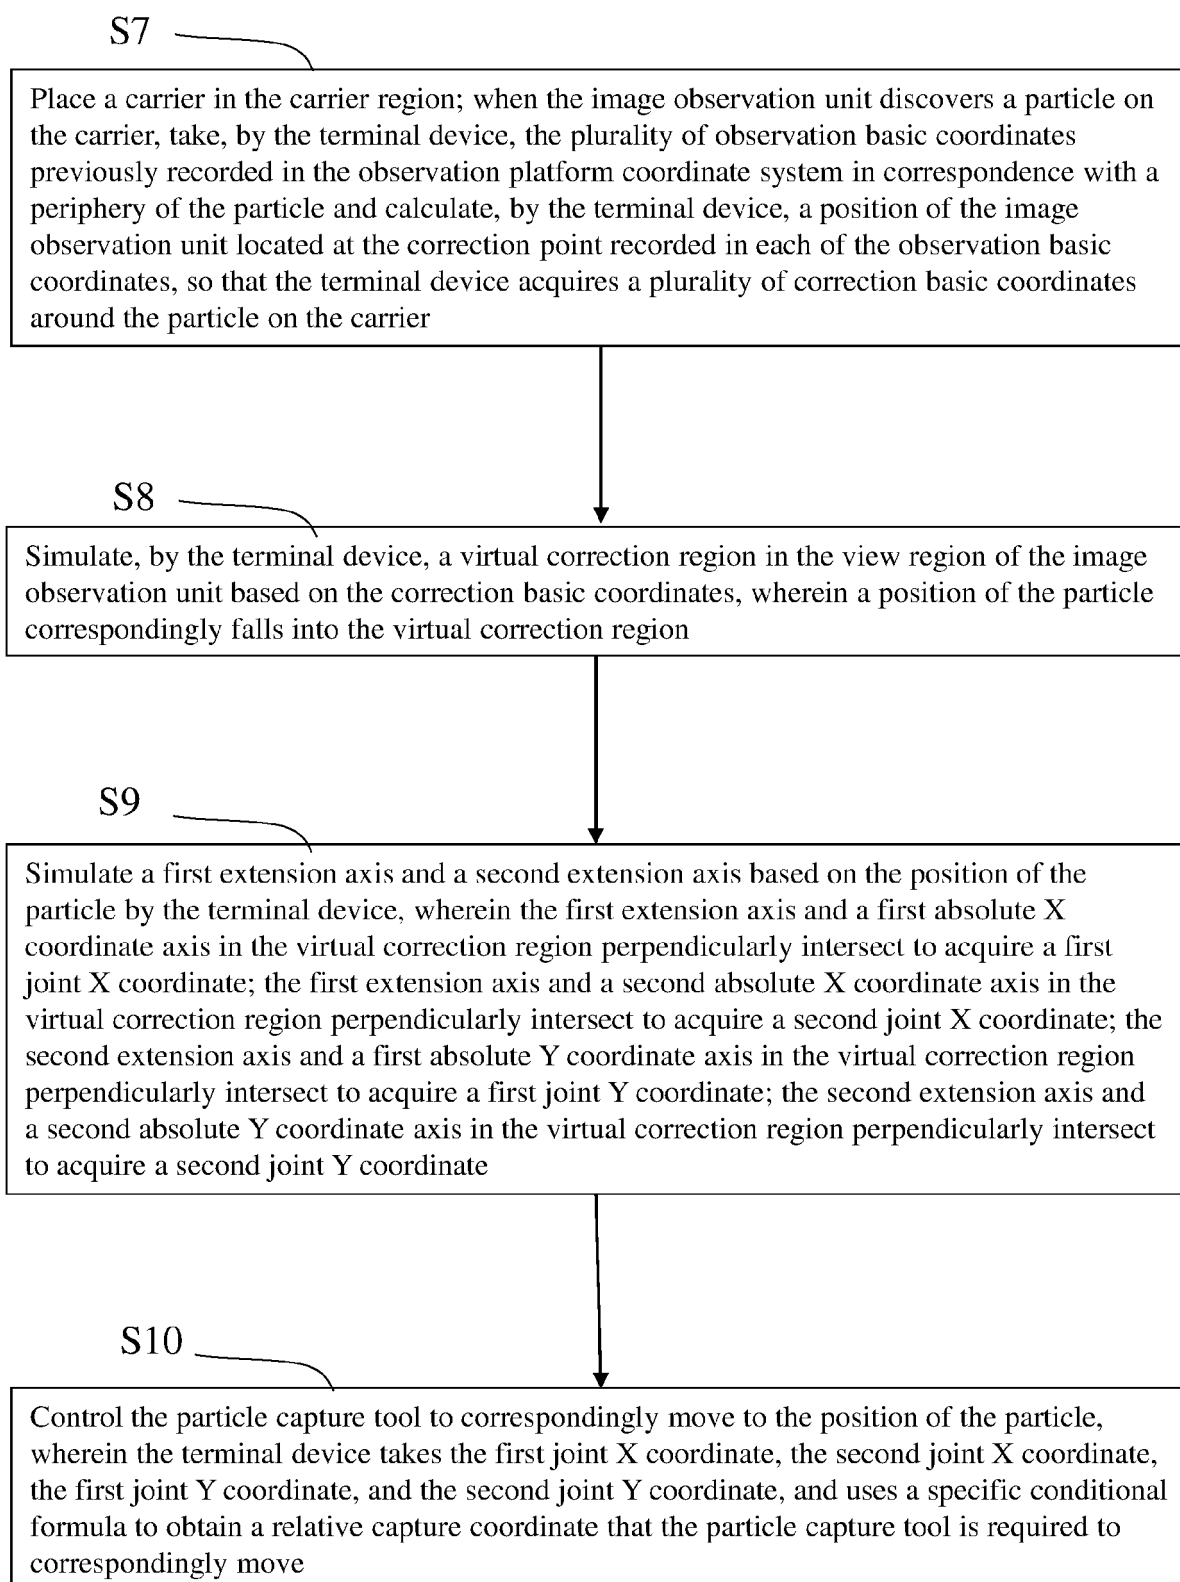 S7
Place a carrier in the carrier region; when the image observation unit discovers a particle on
the carrier, take, by the terminal device, the plurality of observation basic coordinates
previously recorded in the observation platform coordinate system in correspondence with a
periphery of the particle and calculate, by the terminal device, a position of the image
observation unit located at the correction point recorded in each of the observation basic
coordinates, so that the terminal device acquires a plurality of correction basic coordinates
around the particle on the carrier
S8
Simulate, by the terminal device, a virtual correction region in the view region of the image
observation unit based on the correction basic coordinates, wherein a position of the particle
correspondingly falls into the virtual correction region
S9
Simulate a first extension axis and a second extension axis based on the position of the
particle by the terminal device, wherein the first extension axis and a first absolute X
coordinate axis in the virtual correction region perpendicularly intersect to acquire a first
joint X coordinate; the first extension axis and a second absolute X coordinate axis in the
virtual correction region perpendicularly intersect to acquire a second joint X coordinate; the
second extension axis and a first absolute Y coordinate axis in the virtual correction region
perpendicularly intersect to acquire a first joint Y coordinate; the second extension axis and
a second absolute Y coordinate axis in the virtual correction region perpendicularly intersect
to acquire a second joint Y coordinate
S10
Control the particle capture tool to correspondingly move to the position of the particle,
wherein the terminal device takes the first joint X coordinate, the second joint X coordinate,
the first joint Y coordinate, and the second joint Y coordinate, and uses a specific conditional
formula to obtain a relative capture coordinate that the particle capture tool is required to
correspondingly move